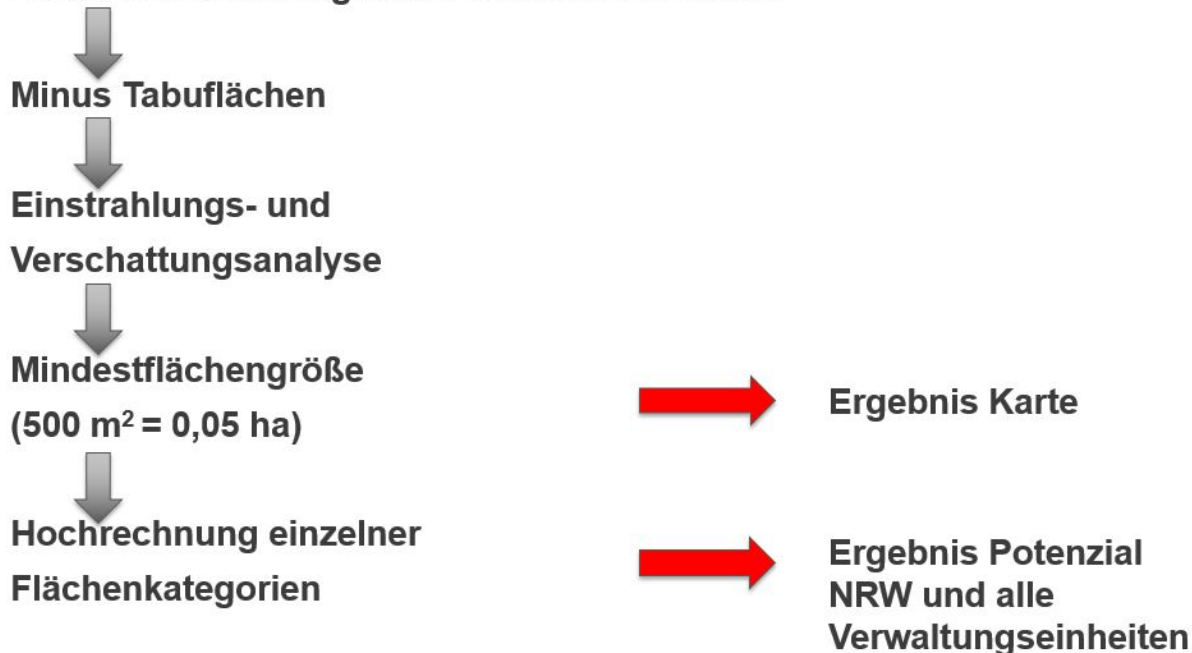 Minus Tabuflächen
Einstrahlungs- und
Verschattungsanalyse
Mindestflächengröße
(500 m² = 0,05 ha)
Ergebnis Karte
Hochrechnung einzelner
Flächenkategorien
Ergebnis Potenzial
NRW und alle
Verwaltungseinheiten